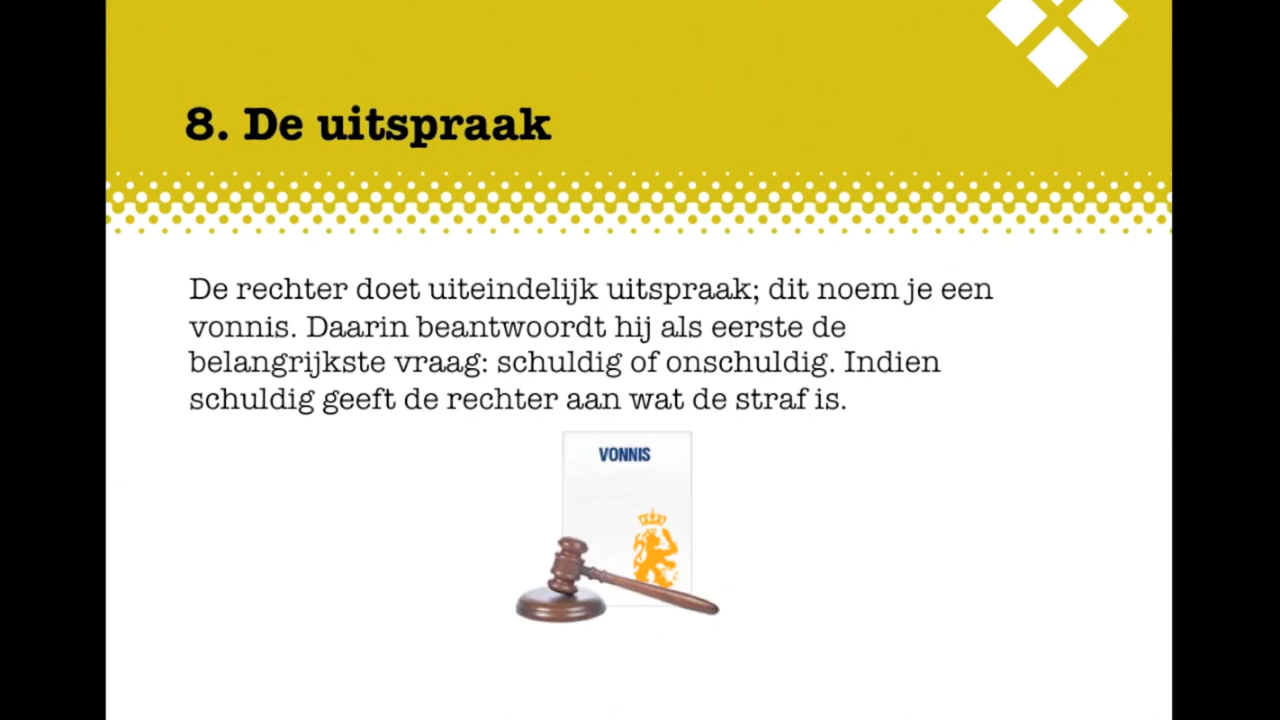 8. De uitspraak
De rechter doet uiteindelijk uitspraak; dit noem je een
vonnis. Daarin beantwoordt hij als eerste de
belangrijkste vraag: schuldig of onschuldig. Indien
schuldig geeft de rechter aan wat de straf is.
VONNIS